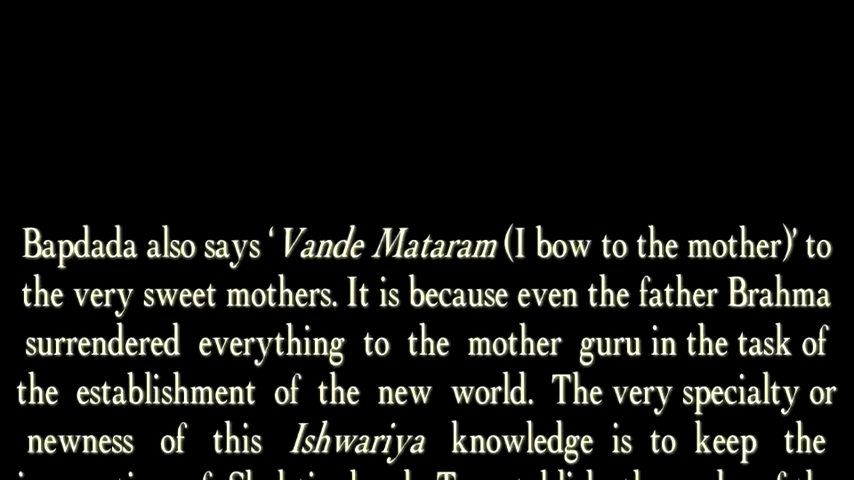 Bapdada also says ‘Vande Mataram (I bow to the mother)’ to
the very sweet mothers. It is because even the father Brahma
surrendered everything to the mother guru in the task of
the establishment of the new world. The very specialty or
newness of this Ishwariya knowledge is to keep the